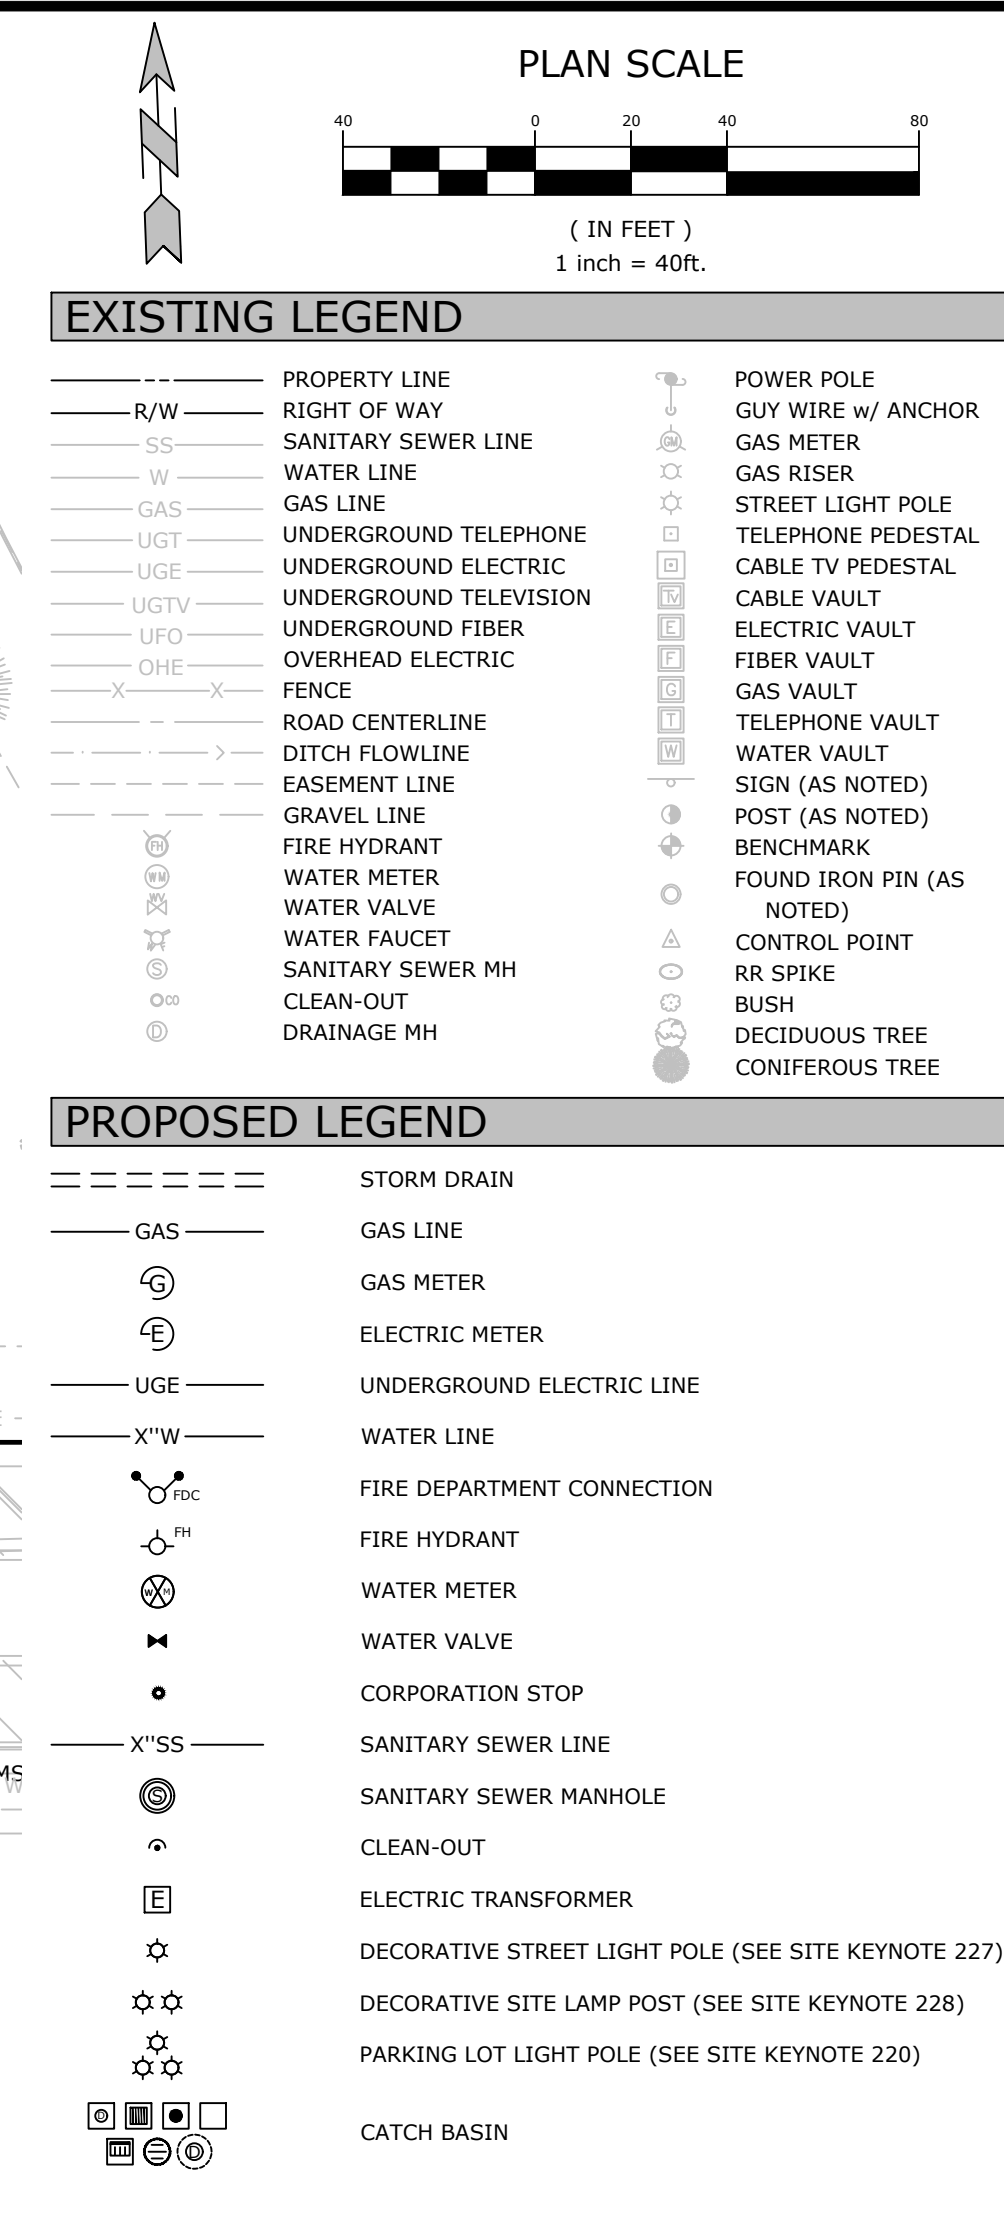 PLAN SCALE
40 0 20 40 80
( IN FEET )
1 inch = 40ft.
EXISTING LEGEND
PROPERTY LINE
R/W RIGHT OF WAY
SS SANITARY SEWER LINE
W WATER LINE
GAS GAS LINE
UGT UNDERGROUND TELEPHONE
UGE UNDERGROUND ELECTRIC
UGTV UNDERGROUND TELEVISION
UFO UNDERGROUND FIBER
OHE OVERHEAD ELECTRIC
X X FENCE
ROAD CENTERLINE
DITCH FLOWLINE
EASEMENT LINE
GRAVEL LINE
FH FIRE HYDRANT
WM WATER METER
WV WATER VALVE
WATER FAUCET
S SANITARY SEWER MH
CO CLEAN-OUT
D DRAINAGE MH
POWER POLE
GUY WIRE w/ ANCHOR
GM GAS METER
GAS RISER
STREET LIGHT POLE
TELEPHONE PEDESTAL
CABLE TV PEDESTAL
TV CABLE VAULT
E ELECTRIC VAULT
F FIBER VAULT
G GAS VAULT
T TELEPHONE VAULT
W WATER VAULT
SIGN (AS NOTED)
POST (AS NOTED)
BENCHMARK
FOUND IRON PIN (AS
NOTED)
CONTROL POINT
RR SPIKE
BUSH
DECIDUOUS TREE
CONIFEROUS TREE
PROPOSED LEGEND
STORM DRAIN
GAS GAS LINE
G GAS METER
E ELECTRIC METER
UGE UNDERGROUND ELECTRIC LINE
X''W WATER LINE
FDC FIRE DEPARTMENT CONNECTION
FH FIRE HYDRANT
W M WATER METER
WATER VALVE
CORPORATION STOP
X''SS SANITARY SEWER LINE
S SANITARY SEWER MANHOLE
CLEAN-OUT
E ELECTRIC TRANSFORMER
DECORATIVE STREET LIGHT POLE (SEE SITE KEYNOTE 227)
DECORATIVE SITE LAMP POST (SEE SITE KEYNOTE 228)
PARKING LOT LIGHT POLE (SEE SITE KEYNOTE 220)
D
CATCH BASIN
D